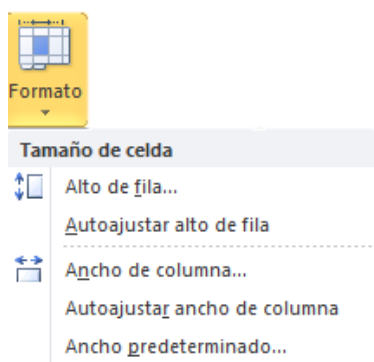 Formato
Tamaño de celda
Alto de fila...
Autoajustar alto de fila
Ancho de columna...
Autoajustar ancho de columna
Ancho predeterminado...